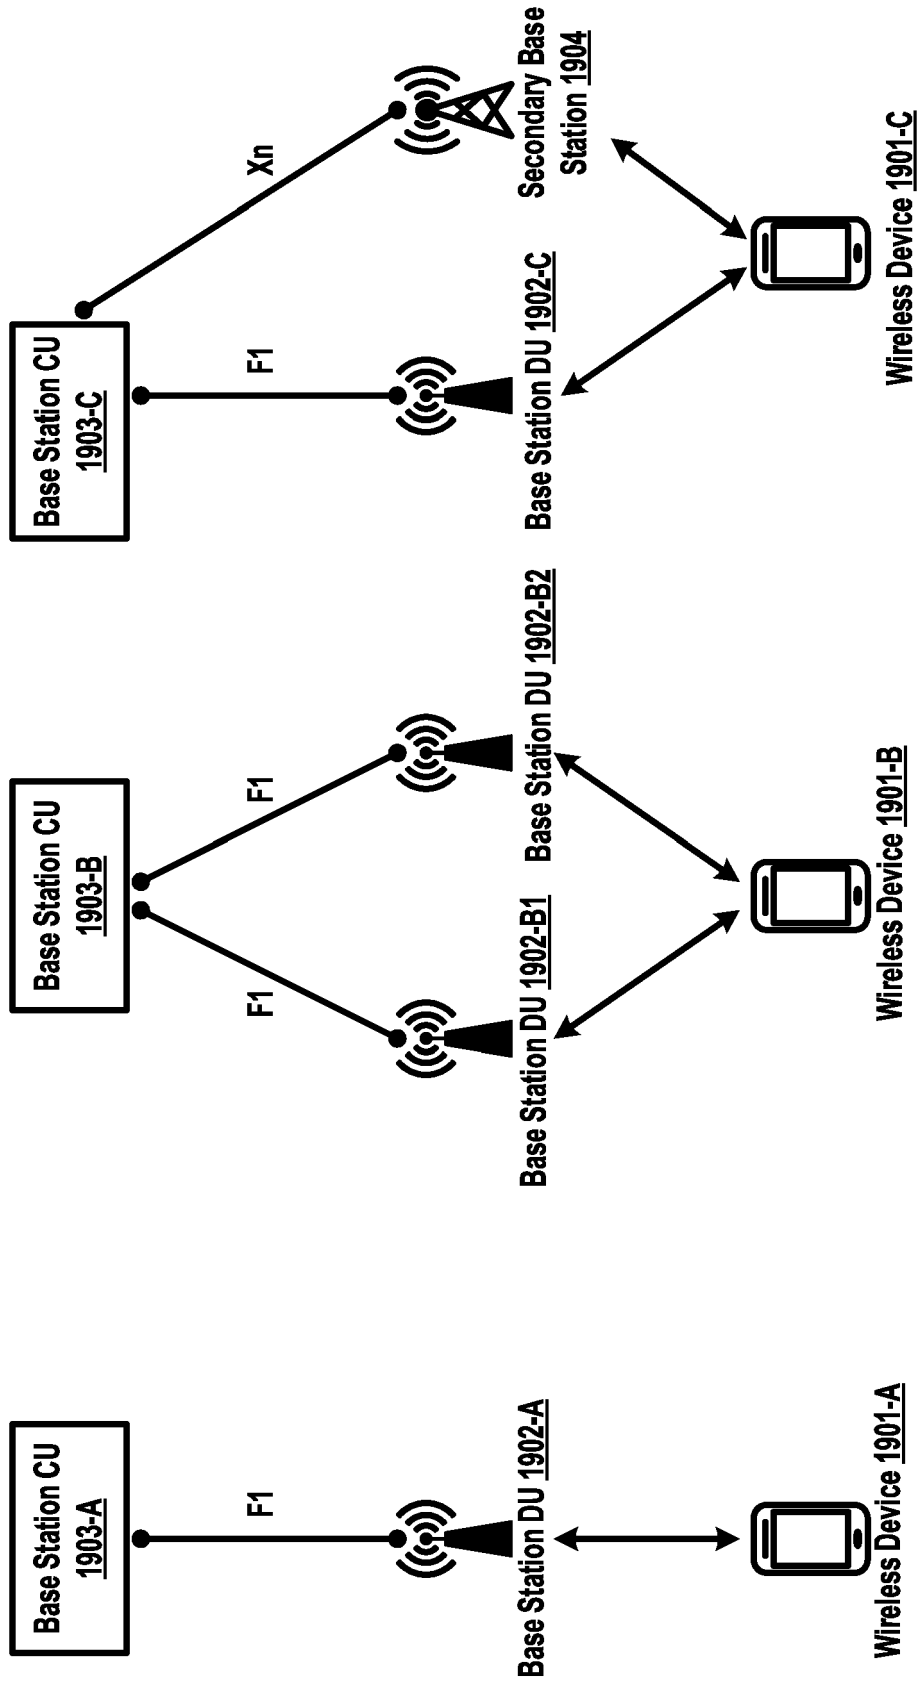 Base Station CU
1903-A
F1
Base Station DU 1902-A
Wireless Device 1901-A
Base Station CU
1903-B
F1
F1
Base Station DU 1902-B1
Base Station DU 1902-B2
Wireless Device 1901-B
Base Station CU
1903-C
F1
Xn
Base Station DU 1902-C
Secondary Base
Station 1904
Wireless Device 1901-C